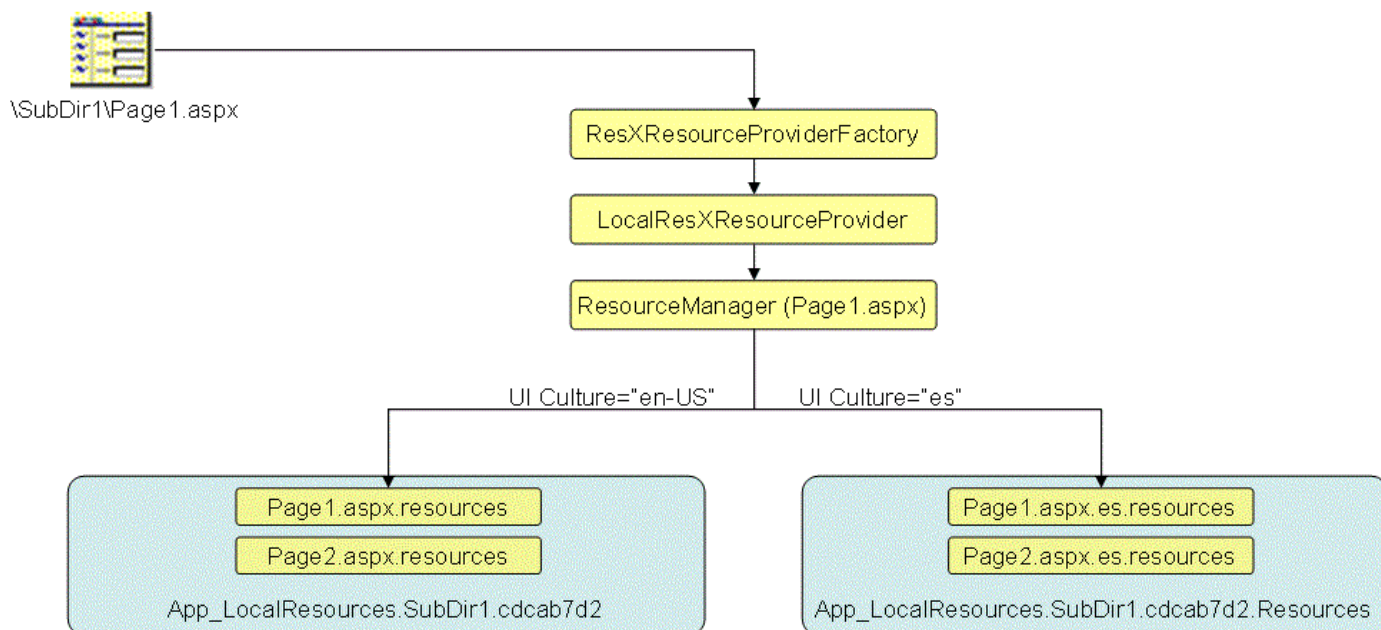 \SubDir1\Page1.aspx
ResXResourceProviderFactory
LocalResXResourceProvider
ResourceManager (Page1.aspx)
UI Culture="en-US"
UI Culture="es"
Page1.aspx.resources
Page2.aspx.resources
App_LocalResources.SubDir1.cdcab7d2
Page1.aspx.es.resources
Page2.aspx.es.resources
App_LocalResources.SubDir1.cdcab7d2.Resources